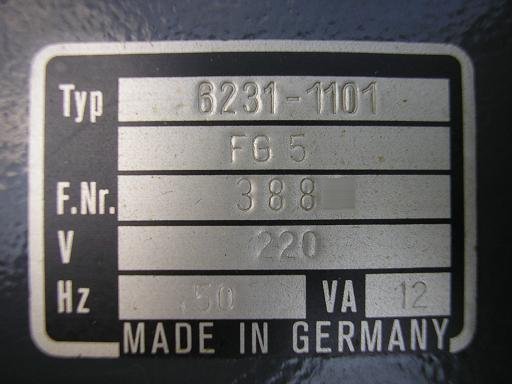 Typ 6231-1101
FG 5
F.Nr. 388
V 220
Hz 50 VA 12
MADE IN GERMANY